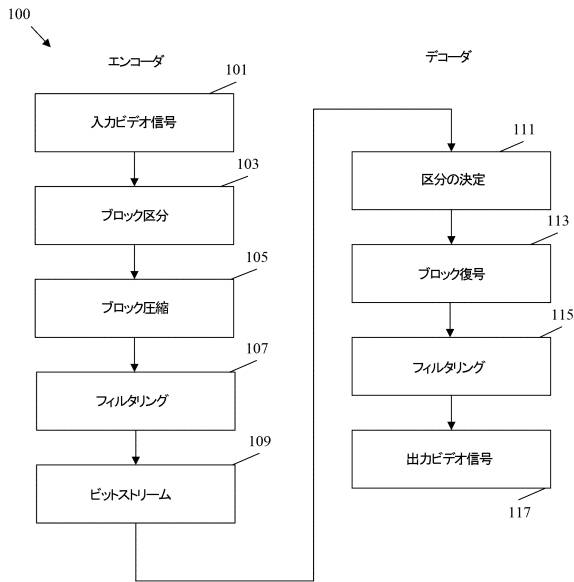 100
エンコーダ
101
入力ビデオ信号
103
ブロック区分
105
ブロック圧縮
107
フィルタリング
109
ビットストリーム
デコーダ
111
区分の決定
113
ブロック復号
115
フィルタリング
出力ビデオ信号
117